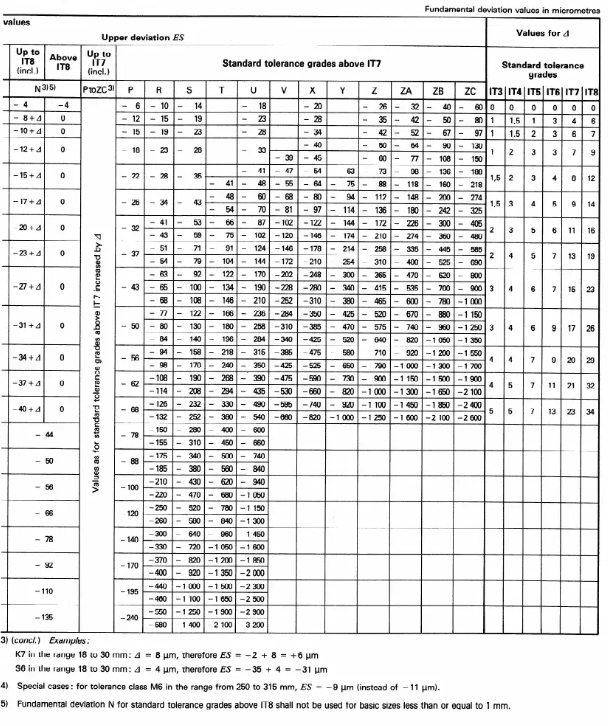 Fundamental deviation values in micrometres
values
Upper deviation ES
Values for Δ
Up to IT8 (incl.) Above IT8 Up to IT7 (incl.) Standard tolerance grades above IT7 Standard tolerance grades
N3)5) P to ZC3) P R S T U V X Y Z ZA ZB ZC IT3 IT4 IT5 IT6 IT7 IT8
Values as for standard tolerance grades above IT7 increased by Δ
- 4 -4 - 6 - 10 - 14 - 18 - 20 - 26 - 32 - 40 - 60 0 0 0 0 0 0
- 8+Δ 0 - 12 - 15 - 19 - 23 - 28 - 35 - 42 - 50 - 80 1 1,5 1 3 4 6
-10+Δ 0 - 15 - 19 - 23 - 28 - 34 - 42 - 52 - 67 - 97 1 1,5 2 3 6 7
-12+Δ 0 - 18 - 23 - 28 - 33 - 40 - 50 - 64 - 90 - 130 1 2 3 3 7 9
- 39 - 45 - 60 - 77 - 108 - 150
-15+Δ 0 - 22 - 28 - 35 - 41 - 47 - 54 63 73 - 98 - 136 - 188 1,5 2 3 4 8 12
- 41 - 48 - 55 - 64 - 75 - 88 - 118 - 160 - 218
-17+Δ 0 - 26 - 34 - 43 - 48 - 60 - 68 - 80 - 94 - 112 - 148 - 200 - 274 1,5 3 4 5 9 14
- 54 - 70 - 81 - 97 - 114 - 136 - 180 - 242 - 325
20+Δ 0 - 32 - 41 - 53 - 66 - 87 -102 -122 - 144 - 172 - 226 - 300 - 405 2 3 5 6 11 16
- 43 - 59 - 75 - 102 -120 -146 - 174 - 210 - 274 - 360 - 480
-23+Δ 0 - 37 - 51 - 71 - 91 - 124 -146 -178 - 214 - 258 - 335 - 445 - 585 2 4 5 7 13 19
- 54 - 79 - 104 - 144 -172 -210 254 - 310 - 400 - 525 - 690
-27+Δ 0 - 43 - 63 - 92 - 122 - 170 -202 -248 - 300 - 365 - 470 - 620 - 800 3 4 6 7 15 23
- 65 - 100 - 134 - 190 -228 -280 - 340 - 415 - 535 - 700 - 900
- 68 - 108 - 146 - 210 -252 -310 - 380 - 465 - 600 - 780 -1 000
-31+Δ 0 - 50 - 77 - 122 - 166 - 236 -284 -350 - 425 - 520 - 670 - 880 -1 150 3 4 6 9 17 26
- 80 - 130 - 180 - 258 -310 -385 - 470 - 575 - 740 - 960 -1 250
- 84 - 140 - 196 - 284 -340 -425 - 520 - 640 - 820 -1 050 -1 350
-34+Δ 0 - 56 - 94 - 158 - 218 - 315 -385 -475 - 580 710 - 920 -1 200 -1 550 4 4 7 9 20 29
- 98 - 170 - 240 - 350 -425 -525 - 650 - 790 -1 000 -1 300 -1 700
-37+Δ 0 - 62 -108 - 190 - 268 - 390 -475 -590 - 730 - 900 -1 150 -1 500 -1 900 4 5 7 11 21 32
-114 - 208 - 294 - 435 -530 -660 - 820 -1 000 -1 300 -1 650 -2 100
-40+Δ 0 - 68 -126 - 232 - 330 - 490 -595 -740 - 920 -1 100 -1 450 -1 850 -2 400 5 5 7 13 23 34
-132 - 252 - 360 - 540 -660 -820 -1 000 -1 250 -1 600 -2 100 -2 600
- 44 - 78 150 - 280 - 400 - 600
-155 - 310 - 450 - 660
- 50 - 88 -175 - 340 - 500 - 740
-185 - 380 - 560 - 840
- 56 -100 -210 - 430 - 620 - 940
-220 - 470 - 680 -1 050
- 66 120 -250 - 520 - 780 -1 150
-260 - 580 - 840 -1 300
- 78 -140 -300 640 960 1 450
-330 - 720 -1 050 -1 600
- 92 -170 -370 - 820 -1 200 -1 850
-400 - 920 -1 350 -2 000
-110 -195 -440 -1 000 -1 500 -2 300
-460 -1 100 -1 650 -2 500
-135 -240 -550 -1 250 -1 900 -2 900
-580 1 400 2 100 3 200
3) (concl.) Examples:
K7 in the range 18 to 30 mm: Δ = 8 μm, therefore ES = −2 + 8 = +6 μm
S6 in the range 18 to 30 mm: Δ = 4 μm, therefore ES = −35 + 4 = −31 μm
4) Special cases: for tolerance class M6 in the range from 250 to 315 mm, ES = −9 μm (instead of −11 μm).
5) Fundamental deviation N for standard tolerance grades above IT8 shall not be used for basic sizes less than or equal to 1 mm.